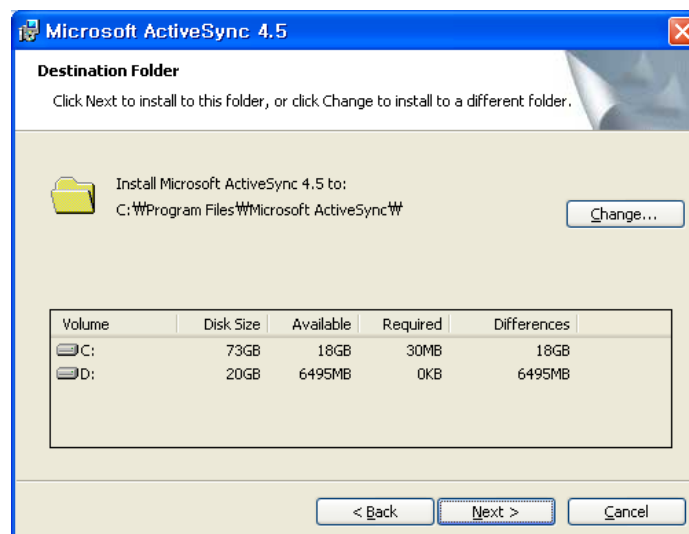 Microsoft ActiveSync 4.5
Destination Folder
Click Next to install to this folder, or click Change to install to a different folder.
Install Microsoft ActiveSync 4.5 to:
C:₩Program Files₩Microsoft ActiveSync₩
Change...
Volume Disk Size Available Required Differences
C: 73GB 18GB 30MB 18GB
D: 20GB 6495MB 0KB 6495MB
< Back Next > Cancel